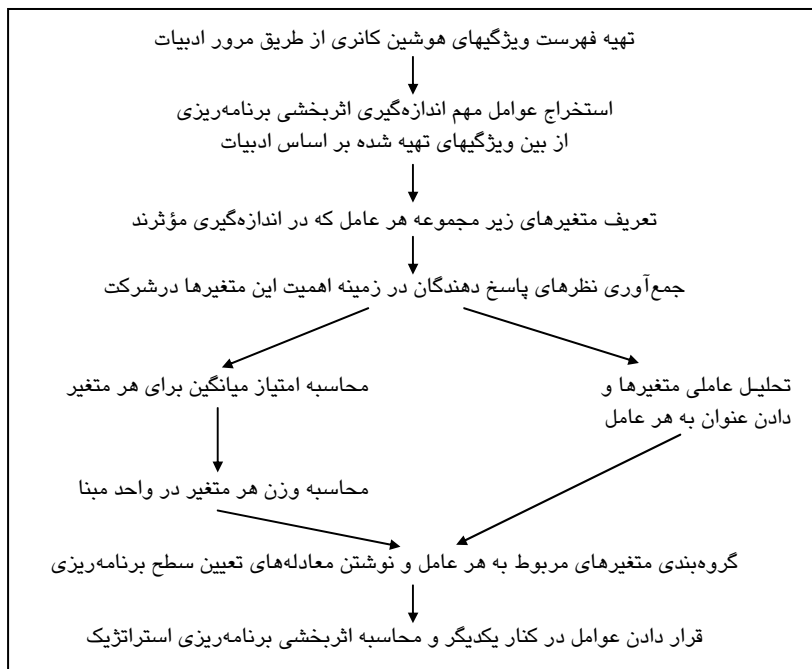 تهیه فهرست ویژگیهای هوشین کانری از طریق مرور ادبیات
استخراج عوامل مهم اندازه‌گیری اثربخشی برنامه‌ریزی
از بین ویژگیهای تهیه شده بر اساس ادبیات
تعریف متغیرهای زیر مجموعه هر عامل که در اندازه‌گیری مؤثرند
جمع‌آوری نظرهای پاسخ دهندگان در زمینه اهمیت این متغیرها درشرکت
تحلیل عاملی متغیرها و
دادن عنوان به هر عامل
محاسبه امتیاز میانگین برای هر متغیر
محاسبه وزن هر متغیر در واحد مبنا
گروه‌بندی متغیرهای مربوط به هر عامل و نوشتن معادله‌های تعیین سطح برنامه‌ریزی
قرار دادن عوامل در کنار یکدیگر و محاسبه اثربخشی برنامه‌ریزی استراتژیک